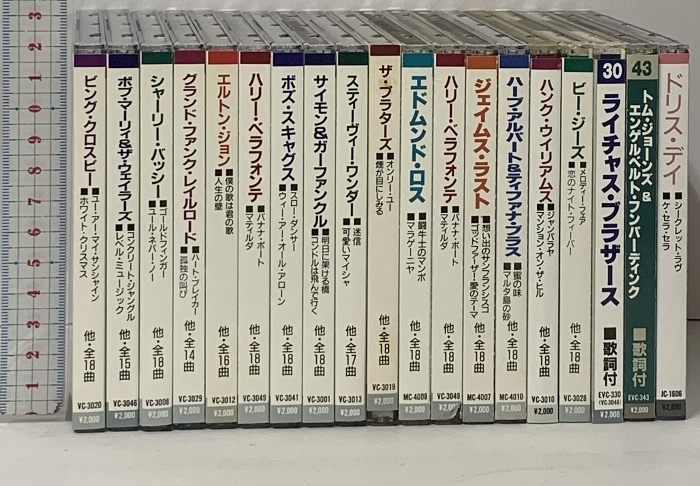 ビング・クロスビー
■ユー・アー・マイ・サンシャイン
■ホワイト・クリスマス
他・全18曲
VC-3020
¥2,000
ボブ・マーリィ&ザ・ウェイラーズ
■コンクリート・ジャングル
■レベル・ミュージック
他・全15曲
VC-3046
¥2,000
シャーリー・バッシー
■ゴールドフィンガー
■ユール・ネバー・ノー
他・全18曲
VC-3008
¥2,000
グランド・ファンク・レイルロード
■ハート・ブレイカー
■孤独の叫び
他・全14曲
VC-3029
¥2,000
エルトン・ジョン
■僕の歌は君の歌
■人生の壁
他・全16曲
VC-3012
¥2,000
ハリー・ベラフォンテ
■バナナ・ボート
■マティルダ
他・全18曲
VC-3049
¥2,000
ボズ・スキャグス
■スロー・ダンサー
■ウィー・アー・オール・アローン
他・全18曲
VC-3041
¥2,000
サイモン&ガーファンクル
■明日に架ける橋
■コンドルは飛んで行く
他・全18曲
VC-3001
¥2,000
スティーヴィー・ワンダー
■迷信
■可愛いアイシャ
他・全17曲
VC-3013
¥2,000
ザ・プラターズ
■オンリー・ユー
■煙が目にしみる
他・全18曲
VC-3019
¥2,000
エドムンド・ロス
■闘牛士のマンボ
■マラゲーニャ
他・全18曲
MC-4008
¥2,000
ハリー・ベラフォンテ
■バナナ・ボート
■マティルダ
他・全18曲
VC-3049
¥2,000
ジェイムス・ラスト
■想い出のサンフランシスコ
■ゴッドファーザー・愛のテーマ
他・全18曲
MC-4007
¥2,000
ハーブ・アルパート&ティファナ・ブラス
■蜜の味
■マルタ島の砂
他・全18曲
MC-4010
¥2,000
ハンク・ウィリアムス
■ジャンバラヤ
■マンション・オン・ザ・ヒル
他・全18曲
VC-3010
¥2,000
ビー・ジーズ
■メロディ・フェア
■恋のナイト・フィーバー
他・全18曲
VC-3028
¥2,000
30
ライチャス・ブラザース
■歌詞付
EVC-330
(VC-3048)
¥2,000
43
トム・ジョーンズ&
エンゲルベルト・フンパーディンク
■歌詞付
EVC-343
¥2,000
ドリス・デイ
■シークレット・ラヴ
■ケ・セラ・セラ
他・全18曲
JC-1606
¥2,000
3
2
1
1
2
3